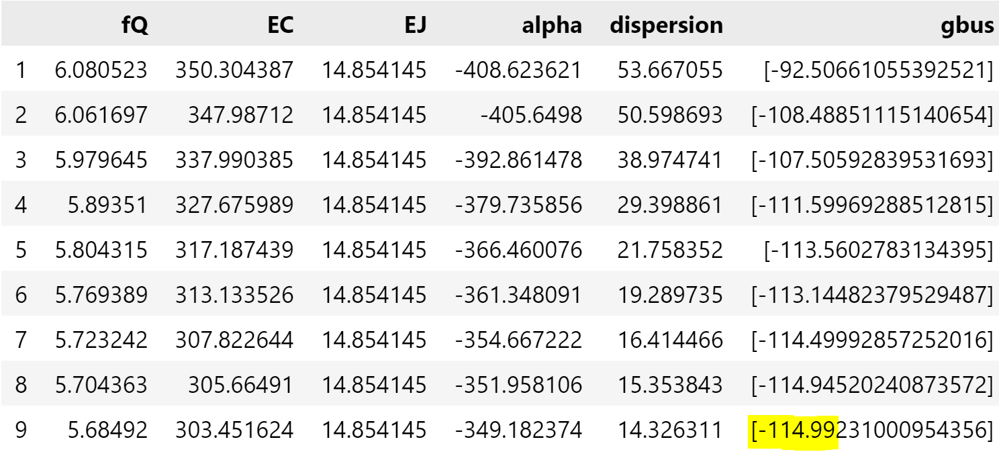 fQ EC EJ alpha dispersion gbus
1 6.080523 350.304387 14.854145 -408.623621 53.667055 [-92.50661055392521]
2 6.061697 347.98712 14.854145 -405.6498 50.598693 [-108.48851115140654]
3 5.979645 337.990385 14.854145 -392.861478 38.974741 [-107.50592839531693]
4 5.89351 327.675989 14.854145 -379.735856 29.398861 [-111.59969288512815]
5 5.804315 317.187439 14.854145 -366.460076 21.758352 [-113.5602783134395]
6 5.769389 313.133526 14.854145 -361.348091 19.289735 [-113.14482379529487]
7 5.723242 307.822644 14.854145 -354.667222 16.414466 [-114.49992857252016]
8 5.704363 305.66491 14.854145 -351.958106 15.353843 [-114.94520240873572]
9 5.68492 303.451624 14.854145 -349.182374 14.326311 [-114.99231000954356]